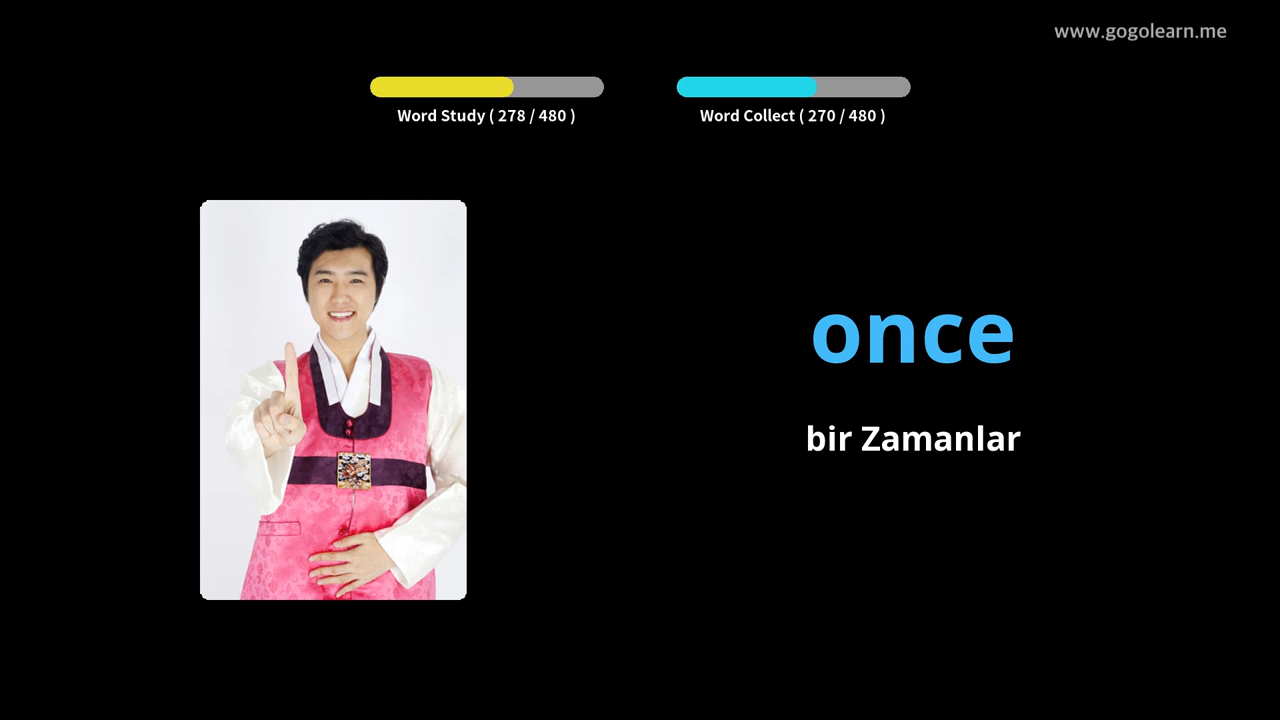 www.gogolearn.me
Word Study ( 278 / 480 )
Word Collect ( 270 / 480 )
once
bir Zamanlar